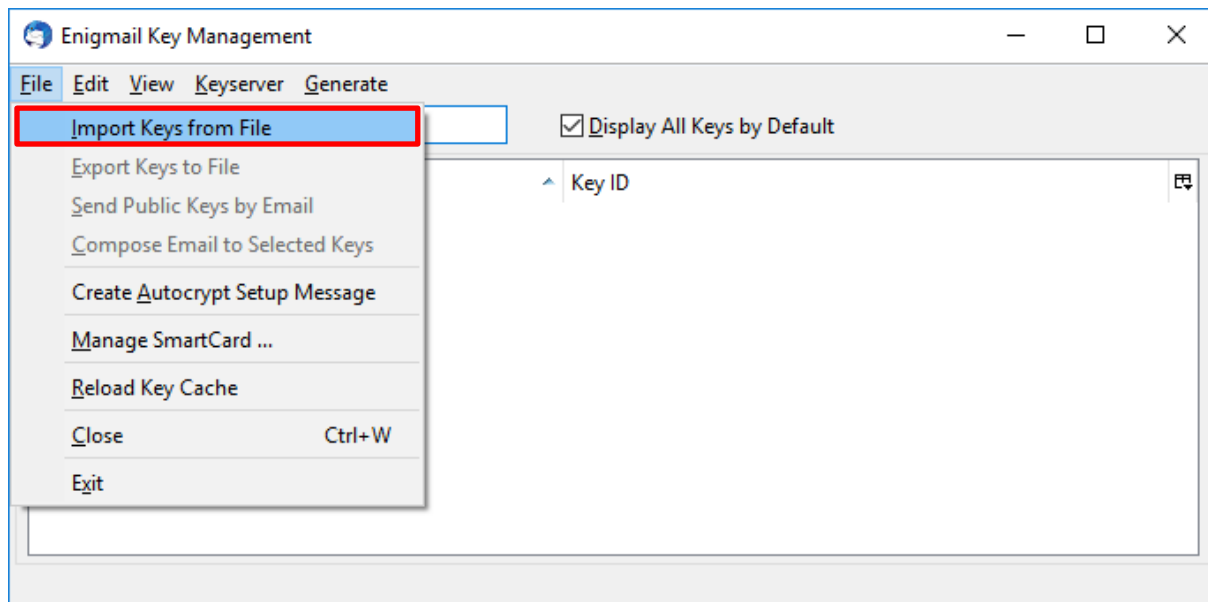 Enigmail Key Management
File Edit View Keyserver Generate
Import Keys from File
Display All Keys by Default
Export Keys to File
Key ID
Send Public Keys by Email
Compose Email to Selected Keys
Create Autocrypt Setup Message
Manage SmartCard ...
Reload Key Cache
Close Ctrl+W
Exit